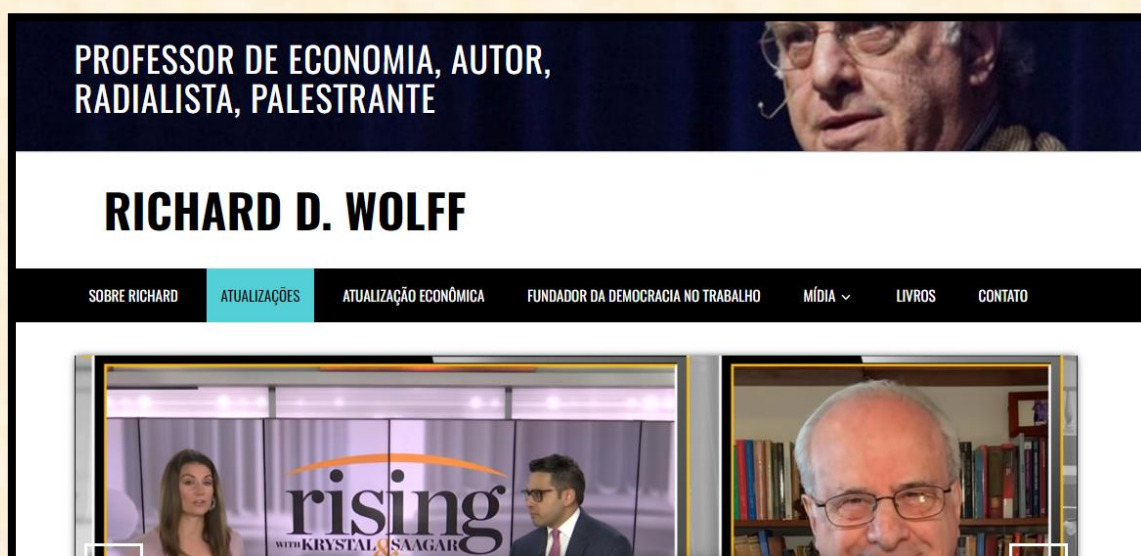 PROFESSOR DE ECONOMIA, AUTOR,
RADIALISTA, PALESTRANTE
RICHARD D. WOLFF
SOBRE RICHARD ATUALIZAÇÕES ATUALIZAÇÃO ECONÔMICA FUNDADOR DA DEMOCRACIA NO TRABALHO MÍDIA LIVROS CONTATO
rising
WITH KRYSTAL & SAAGAR